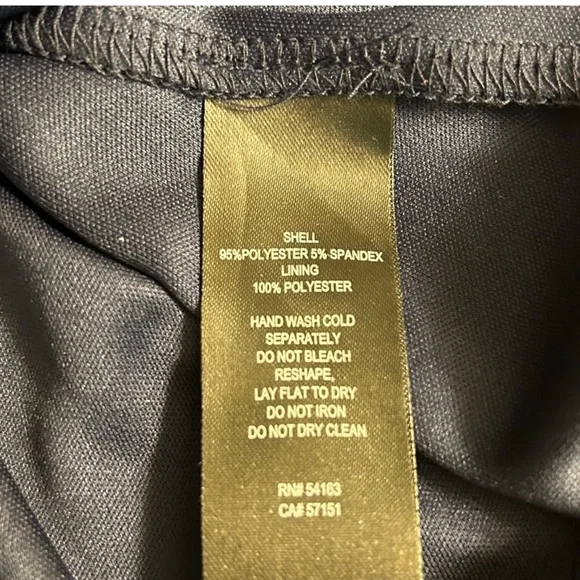 SHELL
95%POLYESTER 5% SPANDEX
LINING
100% POLYESTER
HAND WASH COLD
SEPARATELY
DO NOT BLEACH
RESHAPE,
LAY FLAT TO DRY
DO NOT IRON
DO NOT DRY CLEAN
RN# 54163
CA# 57151